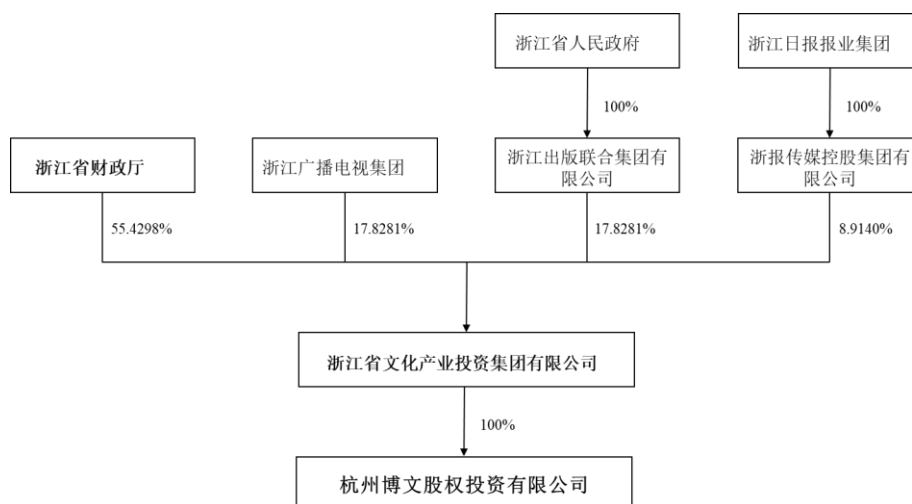 浙江省人民政府
浙江日报报业集团
100%
100%
浙江省财政厅
浙江广播电视集团
浙江出版联合集团有
限公司
浙报传媒控股集团有
限公司
55.4298%
17.8281%
17.8281%
8.9140%
浙江省文化产业投资集团有限公司
100%
杭州博文股权投资有限公司